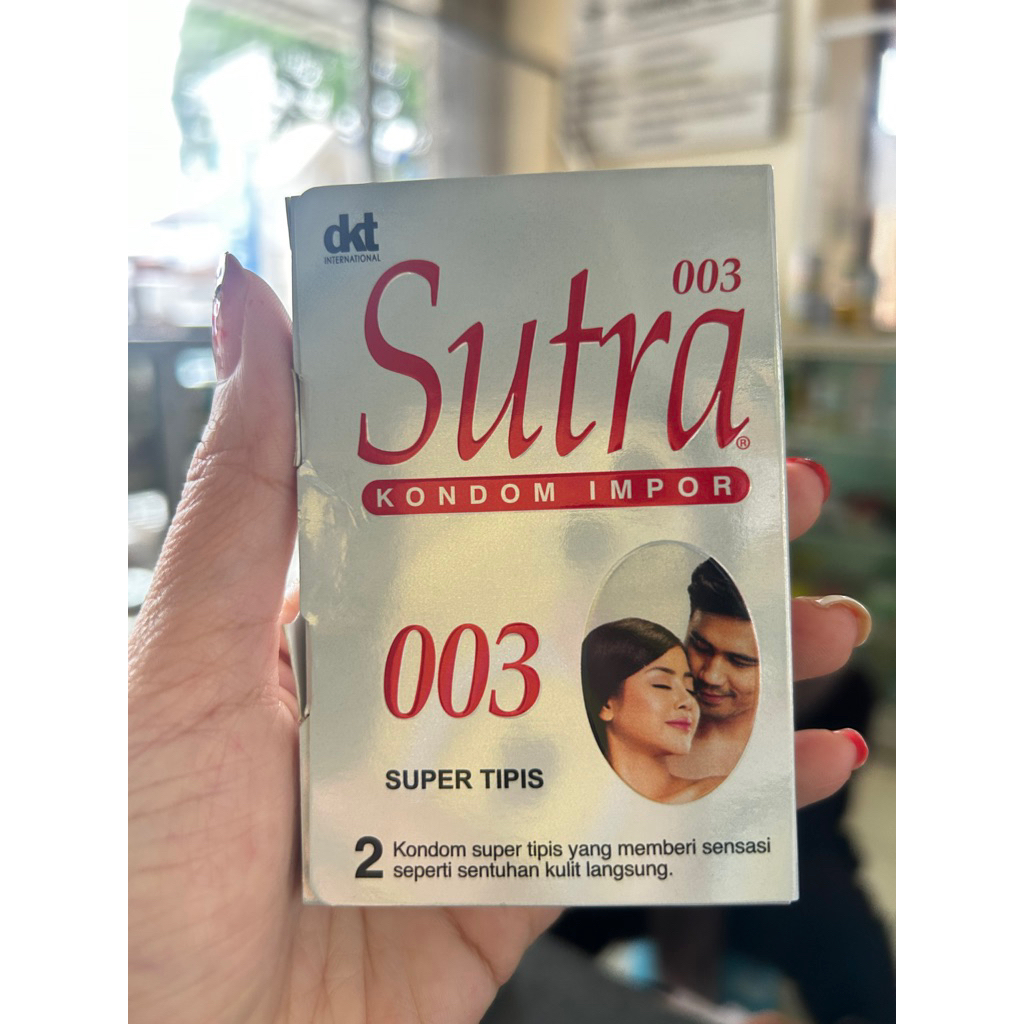 dkt
INTERNATIONAL
003
Sutra®
KONDOM IMPOR
003
SUPER TIPIS
2 Kondom super tipis yang memberi sensasi
seperti sentuhan kulit langsung.